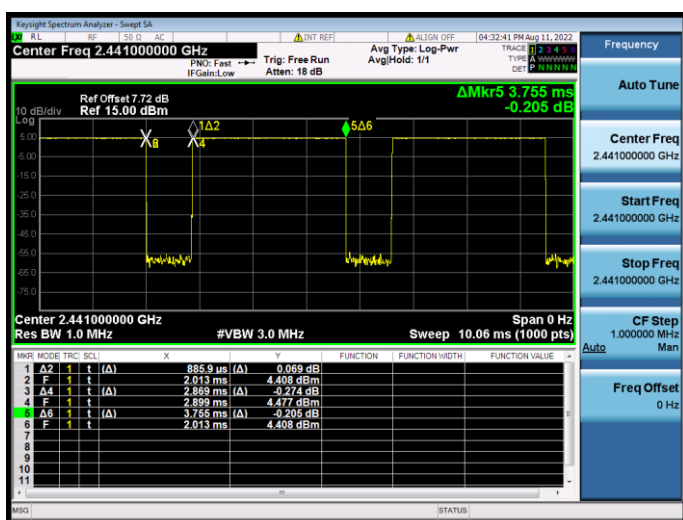 Keysight Spectrum Analyzer - Swept SA
RL RF 50 Ω AC INT REF ALIGN OFF 04:32:41 PM Aug 11, 2022
Center Freq 2.441000000 GHz
PNO: Fast
IFGain:Low
Trig: Free Run
Atten: 18 dB
Avg Type: Log-Pwr
Avg|Hold: 1/1
TRACE 1 2 3 4 5 6
TYPE A WWWWW
DET P N N N N N
ΔMkr5 3.755 ms
-0.205 dB
Ref Offset 7.72 dB
10 dB/div Ref 15.00 dBm
Log
5.00
-5.00
-15.0
-25.0
-35.0
-45.0
-55.0
-65.0
-75.0
1Δ2
4
5Δ6
Center 2.441000000 GHz Span 0 Hz
Res BW 1.0 MHz #VBW 3.0 MHz Sweep 10.06 ms (1000 pts)
MKR MODE TRC SCL X Y FUNCTION FUNCTION WIDTH FUNCTION VALUE
1 Δ2 1 t (Δ) 885.9 µs (Δ) 0.069 dB
2 F 1 t 2.013 ms 4.408 dBm
3 Δ4 1 t (Δ) 2.869 ms (Δ) -0.274 dB
4 F 1 t 2.899 ms 4.477 dBm
5 Δ6 1 t (Δ) 3.755 ms (Δ) -0.205 dB
6 F 1 t 2.013 ms 4.408 dBm
7
8
9
10
11
MSG STATUS
Frequency
Auto Tune
Center Freq
2.441000000 GHz
Start Freq
2.441000000 GHz
Stop Freq
2.441000000 GHz
CF Step
1.000000 MHz
Auto Man
Freq Offset
0 Hz